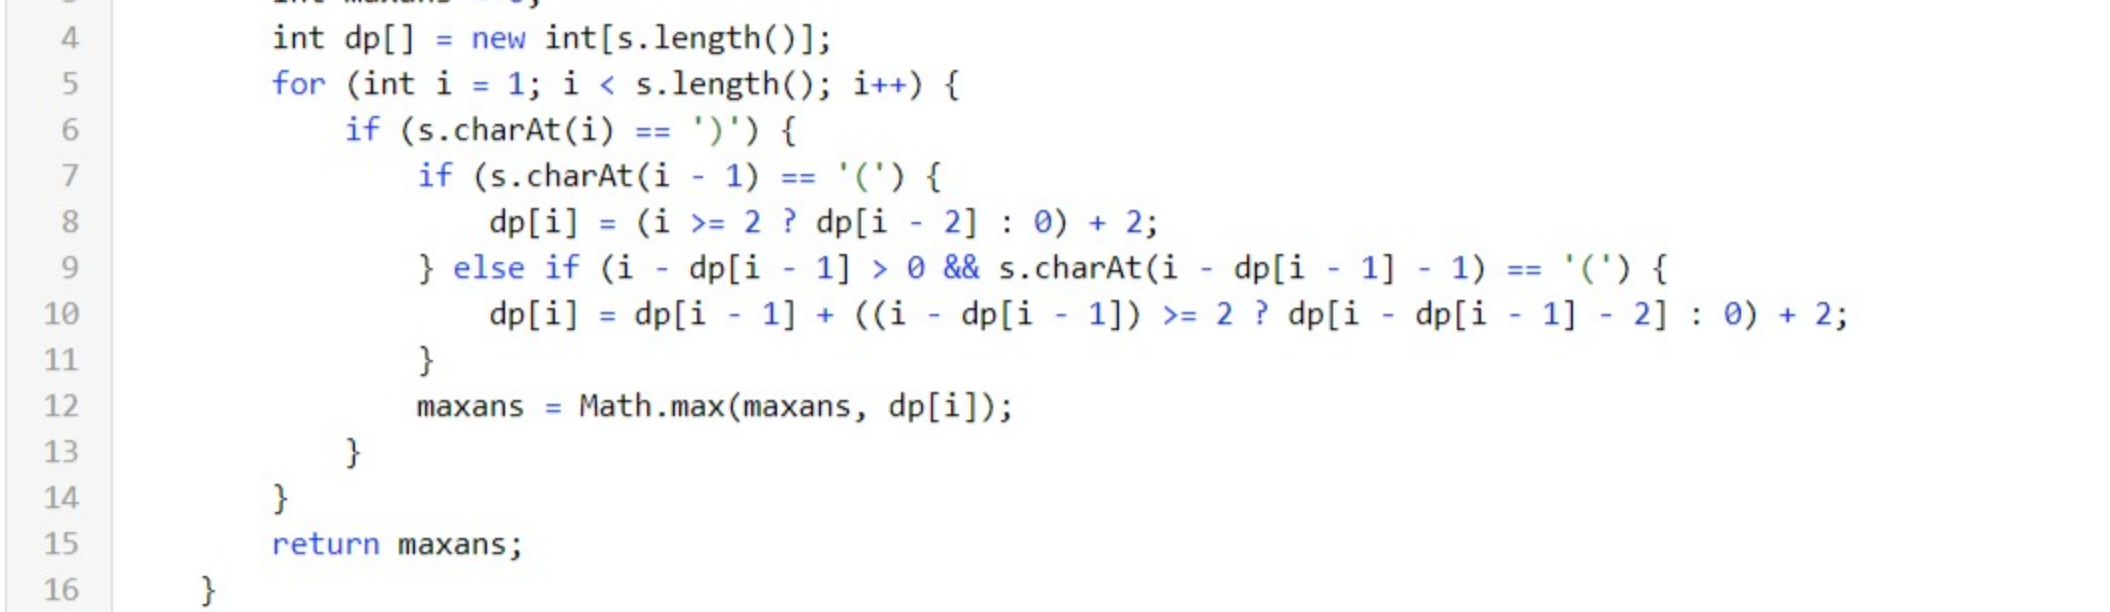 4 int dp[] = new int[s.length()];
5 for (int i = 1; i < s.length(); i++) {
6 if (s.charAt(i) == ')') {
7 if (s.charAt(i - 1) == '(') {
8 dp[i] = (i >= 2 ? dp[i - 2] : 0) + 2;
9 } else if (i - dp[i - 1] > 0 && s.charAt(i - dp[i - 1] - 1) == '(') {
10 dp[i] = dp[i - 1] + ((i - dp[i - 1]) >= 2 ? dp[i - dp[i - 1] - 2] : 0) + 2;
11 }
12 maxans = Math.max(maxans, dp[i]);
13 }
14 }
15 return maxans;
16 }